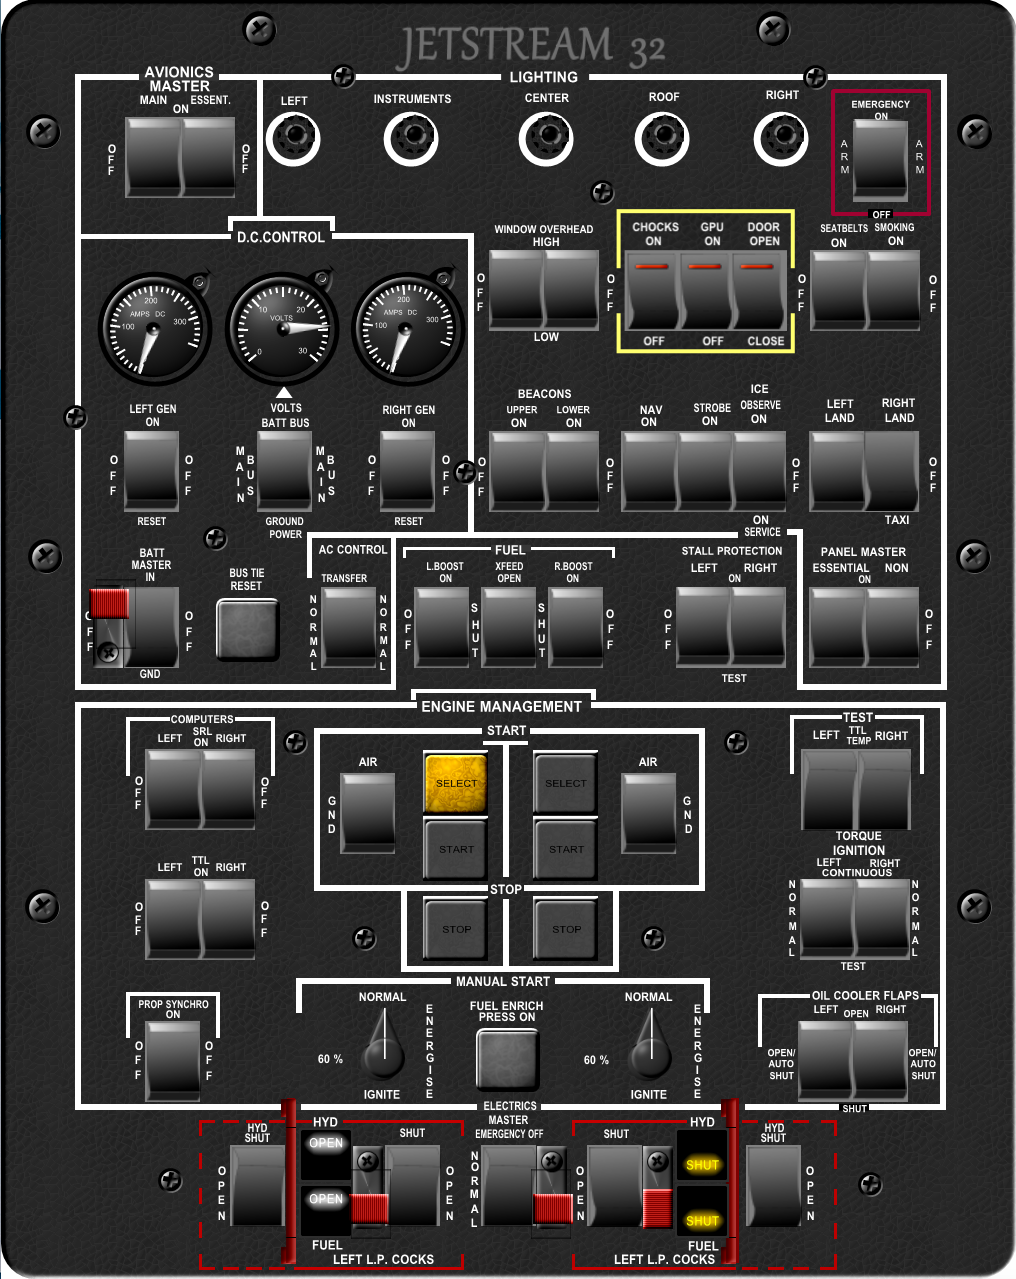 JETSTREAM 32
AVIONICS
MASTER
MAIN ESSENT.
ON
OFF OFF
LIGHTING
LEFT INSTRUMENTS CENTER ROOF RIGHT
EMERGENCY
ON
ARM ARM
OFF
D.C.CONTROL
WINDOW OVERHEAD
HIGH
OFF OFF
LOW
CHOCKS GPU DOOR
ON ON OPEN
OFF OFF CLOSE
SEATBELTS SMOKING
ON ON
OFF OFF
200
AMPS DC
100 300
10 20
VOLTS
0 30
200
AMPS DC
100 300
LEFT GEN
ON
OFF OFF
RESET
VOLTS
BATT BUS
MAIN BUS MAIN BUS
GROUND
POWER
RIGHT GEN
ON
OFF OFF
RESET
BEACONS
UPPER LOWER
ON ON
OFF OFF
NAV STROBE ICE
OBSERVE
ON ON ON
OFF
ON
SERVICE
LEFT RIGHT
LAND LAND
OFF
TAXI
BATT
MASTER
IN
OFF OFF
GND
BUS TIE
RESET
AC CONTROL
TRANSFER
NORMAL NORMAL
FUEL
L.BOOST XFEED R.BOOST
ON OPEN ON
OFF SHUT SHUT OFF
STALL PROTECTION
LEFT RIGHT
ON
OFF
TEST
PANEL MASTER
ESSENTIAL NON
ON
OFF OFF
ENGINE MANAGEMENT
COMPUTERS
LEFT SRL RIGHT
ON
OFF OFF
START
AIR AIR
GND GND
SELECT SELECT
START START
TEST
LEFT TTL RIGHT
TEMP
TORQUE
LEFT TTL RIGHT
ON
OFF OFF
STOP
STOP STOP
IGNITION
LEFT RIGHT
CONTINUOUS
NORMAL NORMAL
TEST
PROP SYNCHRO
ON
OFF OFF
MANUAL START
NORMAL NORMAL
ENERGISE ENERGISE
60 % 60 %
IGNITE IGNITE
FUEL ENRICH
PRESS ON
OIL COOLER FLAPS
LEFT OPEN RIGHT
OPEN/ OPEN/
AUTO AUTO
SHUT SHUT
SHUT
HYD
SHUT
OPEN
HYD
OPEN
OPEN
FUEL
SHUT
OPEN
LEFT L.P. COCKS
ELECTRICS
MASTER
EMERGENCY OFF
NORMAL
SHUT
OPEN
HYD
SHUT
SHUT
FUEL
LEFT L.P. COCKS
HYD
SHUT
OPEN